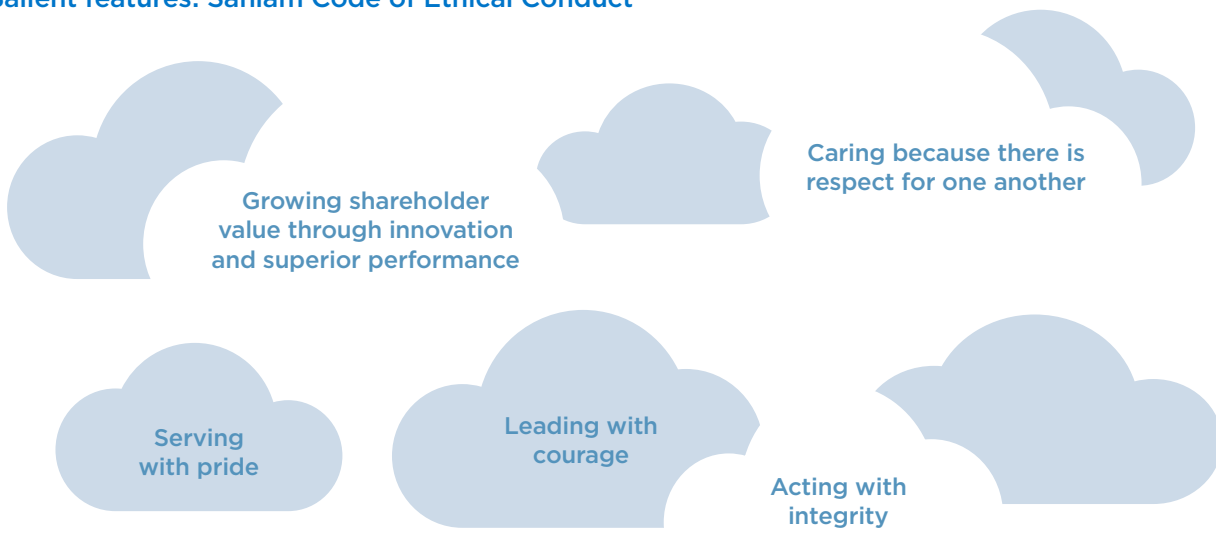 Salient features: Sanlam Code of Ethical Conduct
Caring because there is
respect for one another
Growing shareholder
value through innovation
and superior performance
Serving
with pride
Leading with
courage
Acting with
integrity